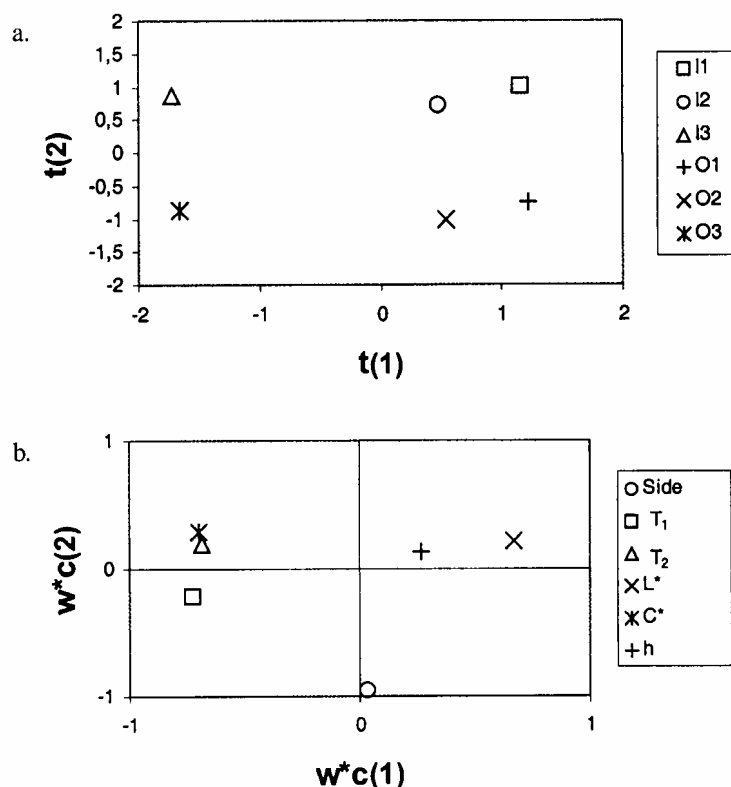 a.
2
1,5
1
0,5
0
-0,5
-1
-1,5
-2
t(2)
-2 -1 0 1 2
t(1)
I1
I2
I3
O1
O2
O3
b.
1
0
-1
w*c(2)
-1 0 1
w*c(1)
Side
T₁
T₂
L*
C*
h